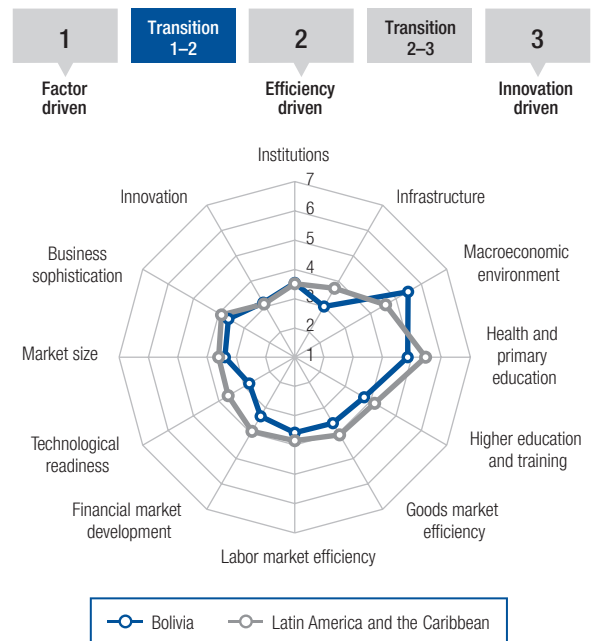 1
Transition
1–2
2
Transition
2–3
3
Factor
driven
Efficiency
driven
Innovation
driven
Institutions
Infrastructure
Macroeconomic
environment
Health and
primary
education
Higher education
and training
Goods market
efficiency
Labor market efficiency
Financial market
development
Technological
readiness
Market size
Business
sophistication
Innovation
7
6
5
4
3
2
1
Bolivia
Latin America and the Caribbean